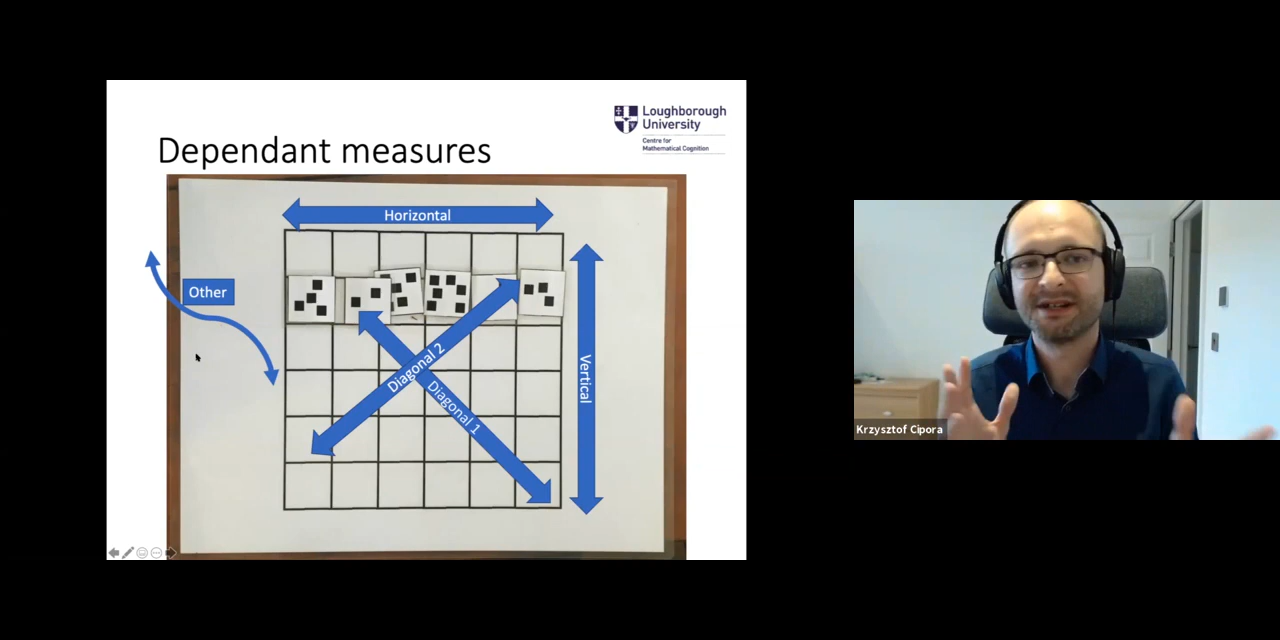 Loughborough
University
Centre for
Mathematical Cognition
Dependant measures
Horizontal
Other
Vertical
Diagonal 2
Diagonal 1
Krzysztof Cipora